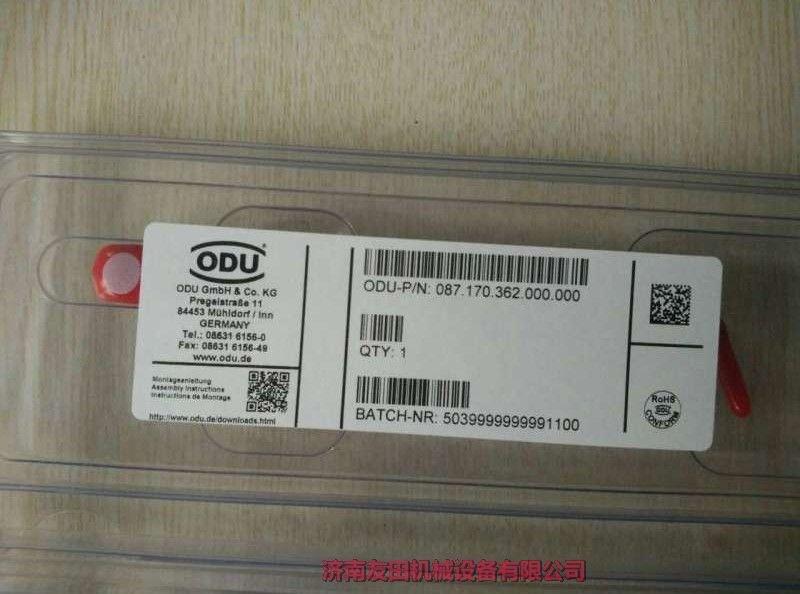 ODU
ODU GmbH & Co. KG
Pregelstraße 11
84453 Mühldorf / Inn
GERMANY
Tel.: 08631 6156-0
Fax: 08631 6156-49
www.odu.de
Montageanleitung
Assembly Instructions
Instructions de Montage
http://www.odu.de/downloads.html
ODU-P/N: 087.170.362.000.000
QTY: 1
BATCH-NR: 5039999999991100
RoHS
ODU
CONFORM
济南友田机械设备有限公司